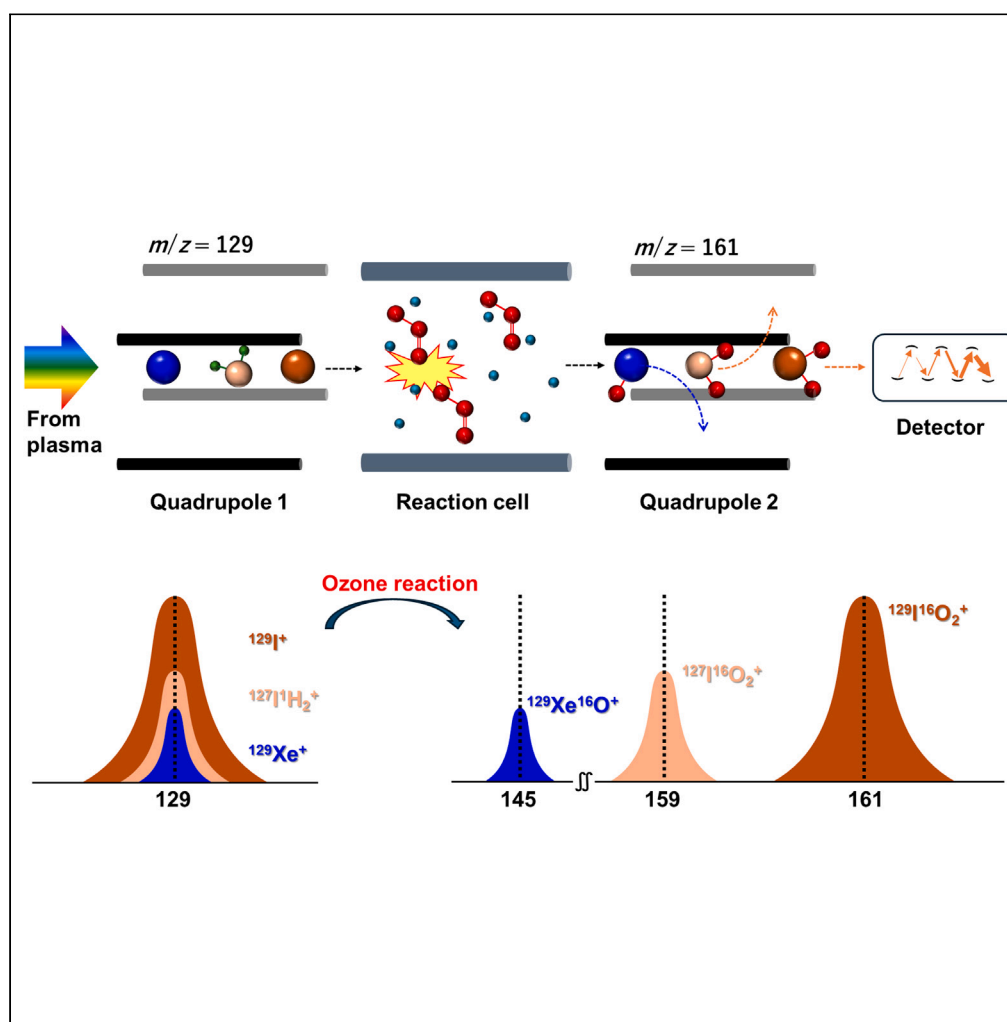 m/z = 129
m/z = 161
From
plasma
Detector
Quadrupole 1
Reaction cell
Quadrupole 2
Ozone reaction
¹²⁹I⁺
¹²⁷I¹H₂⁺
¹²⁹Xe⁺
¹²⁹Xe¹⁶O⁺
¹²⁷I¹⁶O₂⁺
¹²⁹I¹⁶O₂⁺
129
145
159
161